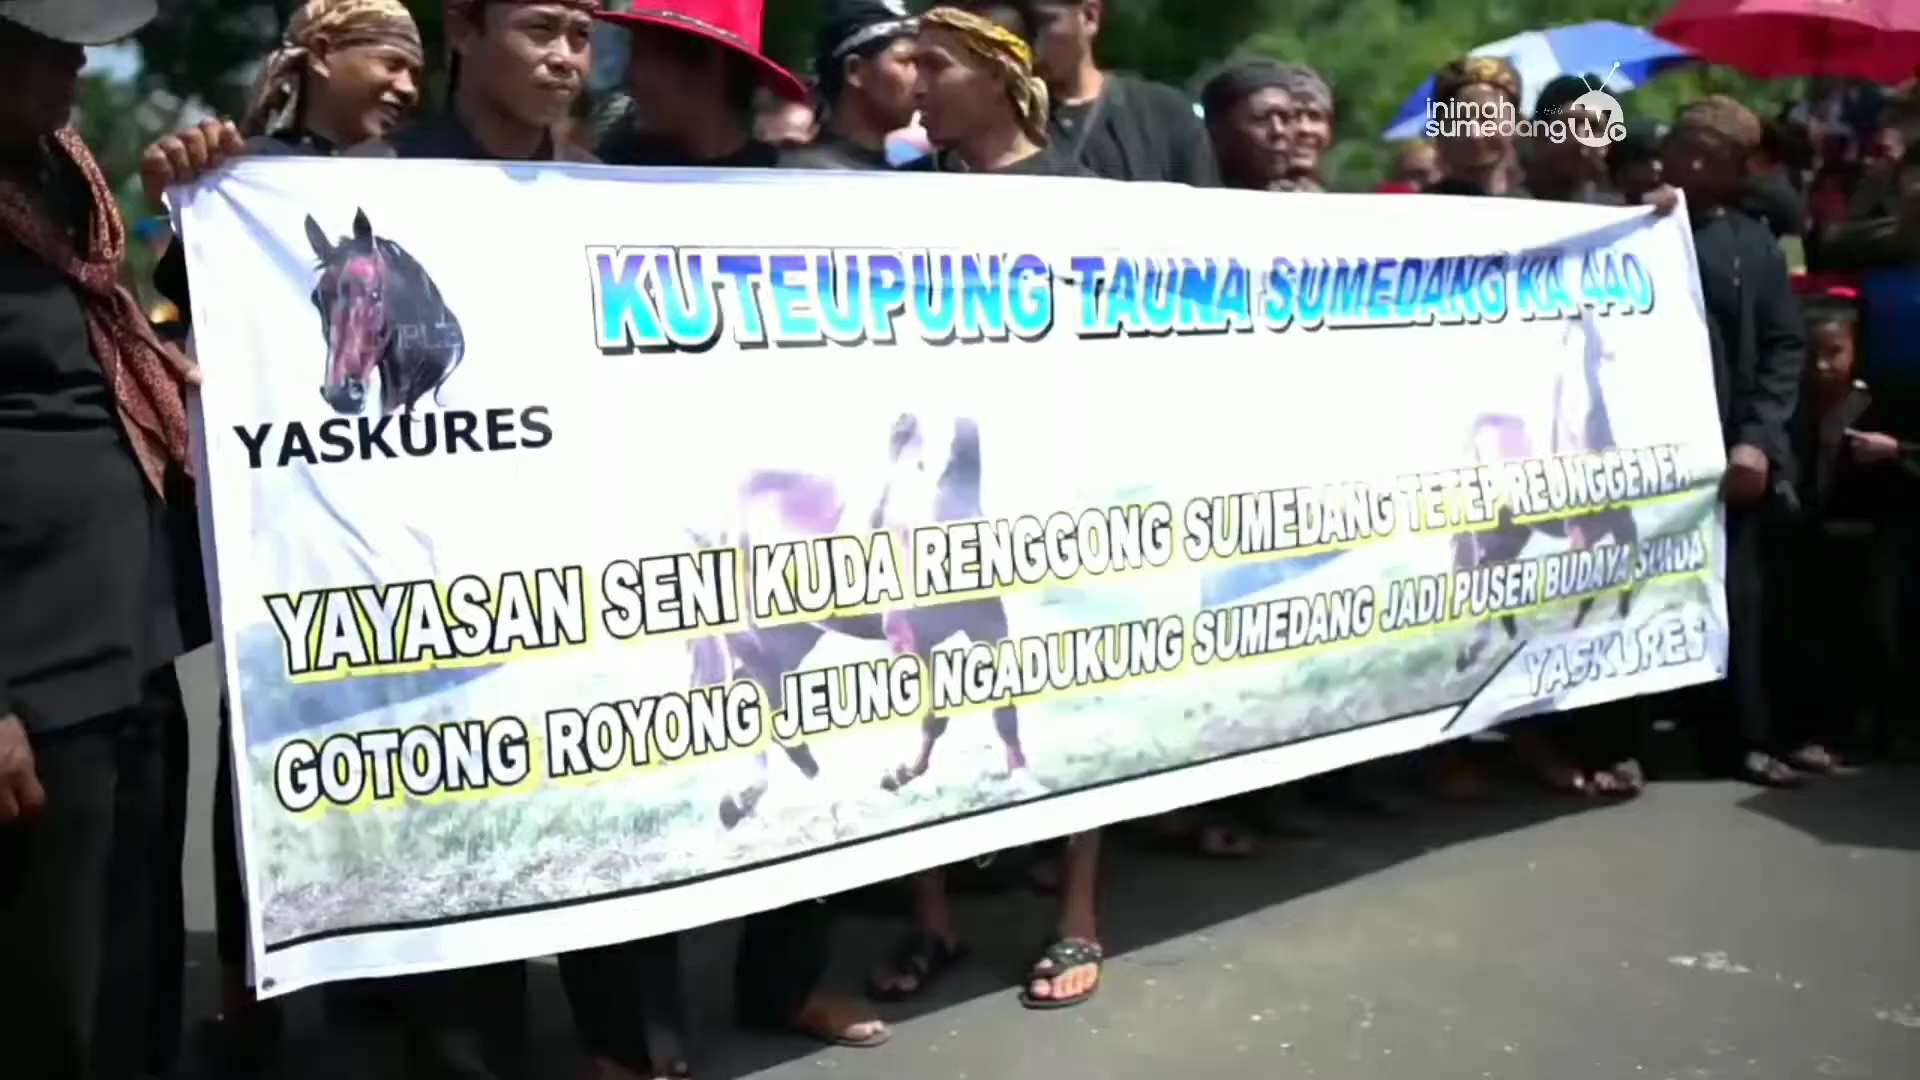 inimah
sumedang tv
KUTEUPUNG TAUNA SUMEDANG KA 440
YASKURES
YAYASAN SENI KUDA RENGGONG SUMEDANG TETEP REUNGGENEK
GOTONG ROYONG JEUNG NGADUKUNG SUMEDANG JADI PUSER BUDAYA SUNDA
YASKURES